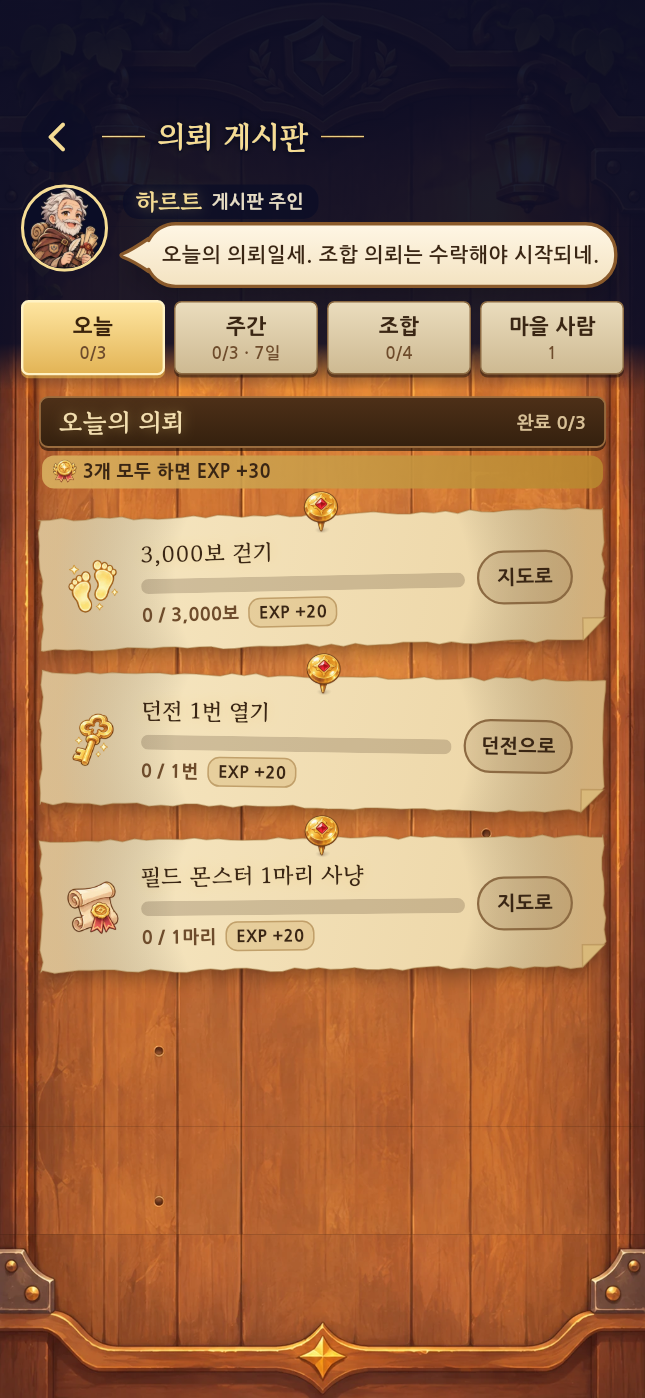 의뢰 게시판
하르트 게시판 주인
오늘의 의뢰일세. 조합 의뢰는 수락해야 시작되네.
오늘 주간 조합 마을 사람
0/3 0/3 · 7일 0/4 1
오늘의 의뢰 완료 0/3
3개 모두 하면 EXP +30
3,000보 걷기
지도로
0 / 3,000보 EXP +20
던전 1번 열기
던전으로
0 / 1번 EXP +20
필드 몬스터 1마리 사냥
지도로
0 / 1마리 EXP +20